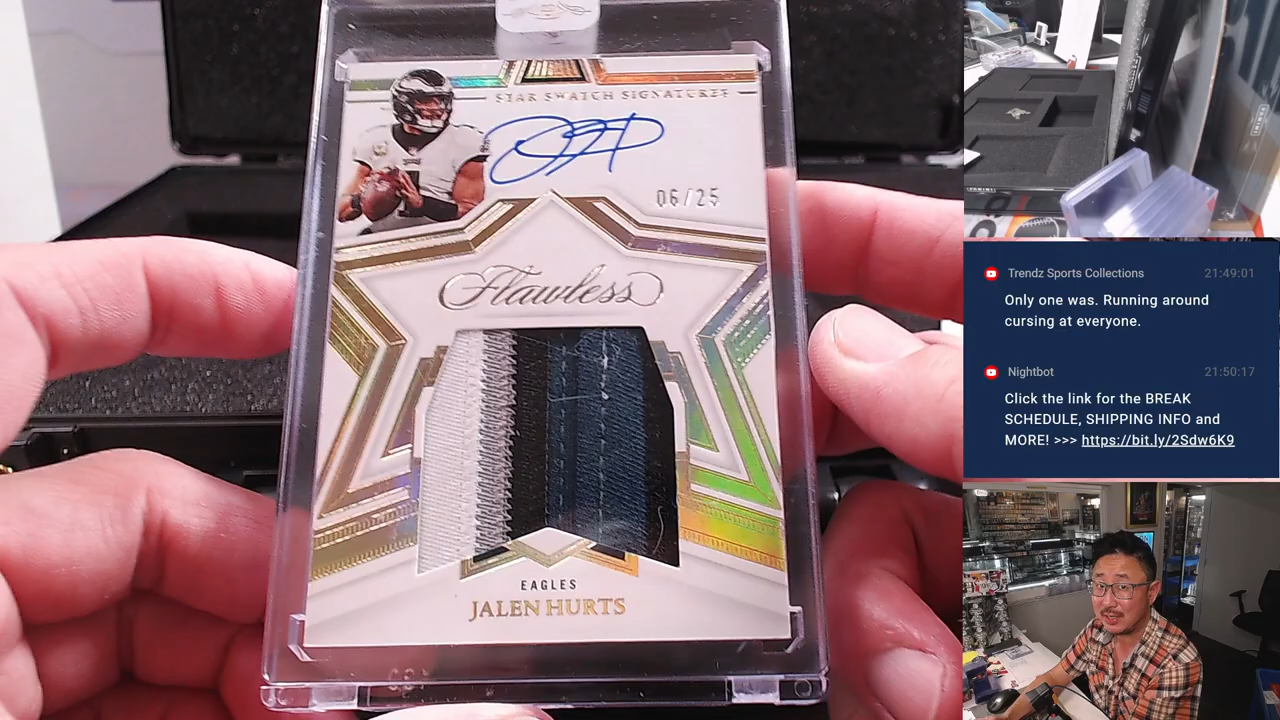 STAR SWATCH SIGNATURES
06/25
Flawless
EAGLES
JALEN HURTS
Trendz Sports Collections 21:49:01
Only one was. Running around
cursing at everyone.
Nightbot 21:50:17
Click the link for the BREAK
SCHEDULE, SHIPPING INFO and
MORE! >>> https://bit.ly/2Sdw6K9